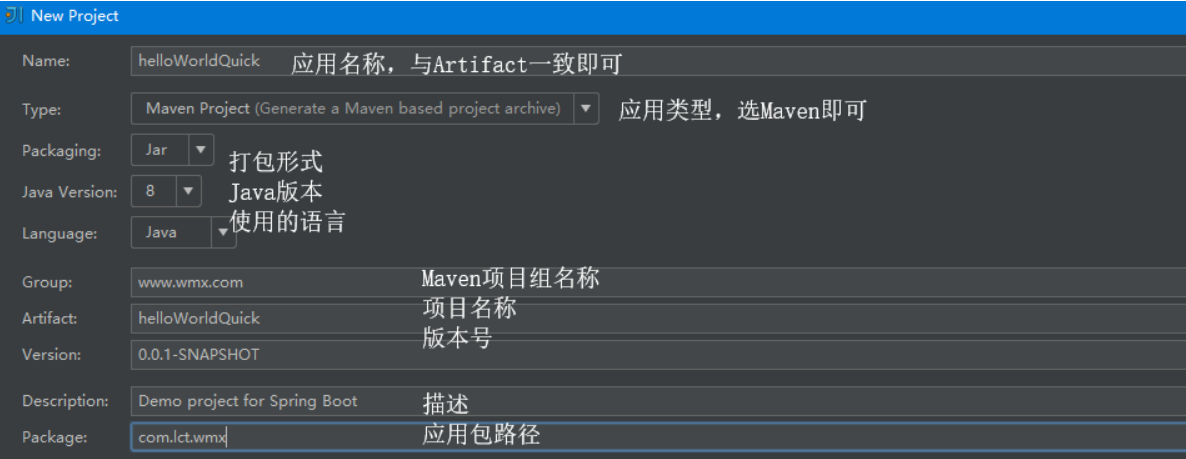 New Project
Name: helloWorldQuick 应用名称，与Artifact一致即可
Type: Maven Project (Generate a Maven based project archive) 应用类型，选Maven即可
Packaging: Jar 打包形式
Java Version: 8 Java版本
Language: Java 使用的语言
Group: www.wmx.com Maven项目组名称
Artifact: helloWorldQuick 项目名称
Version: 0.0.1-SNAPSHOT 版本号
Description: Demo project for Spring Boot 描述
Package: com.lct.wmx 应用包路径